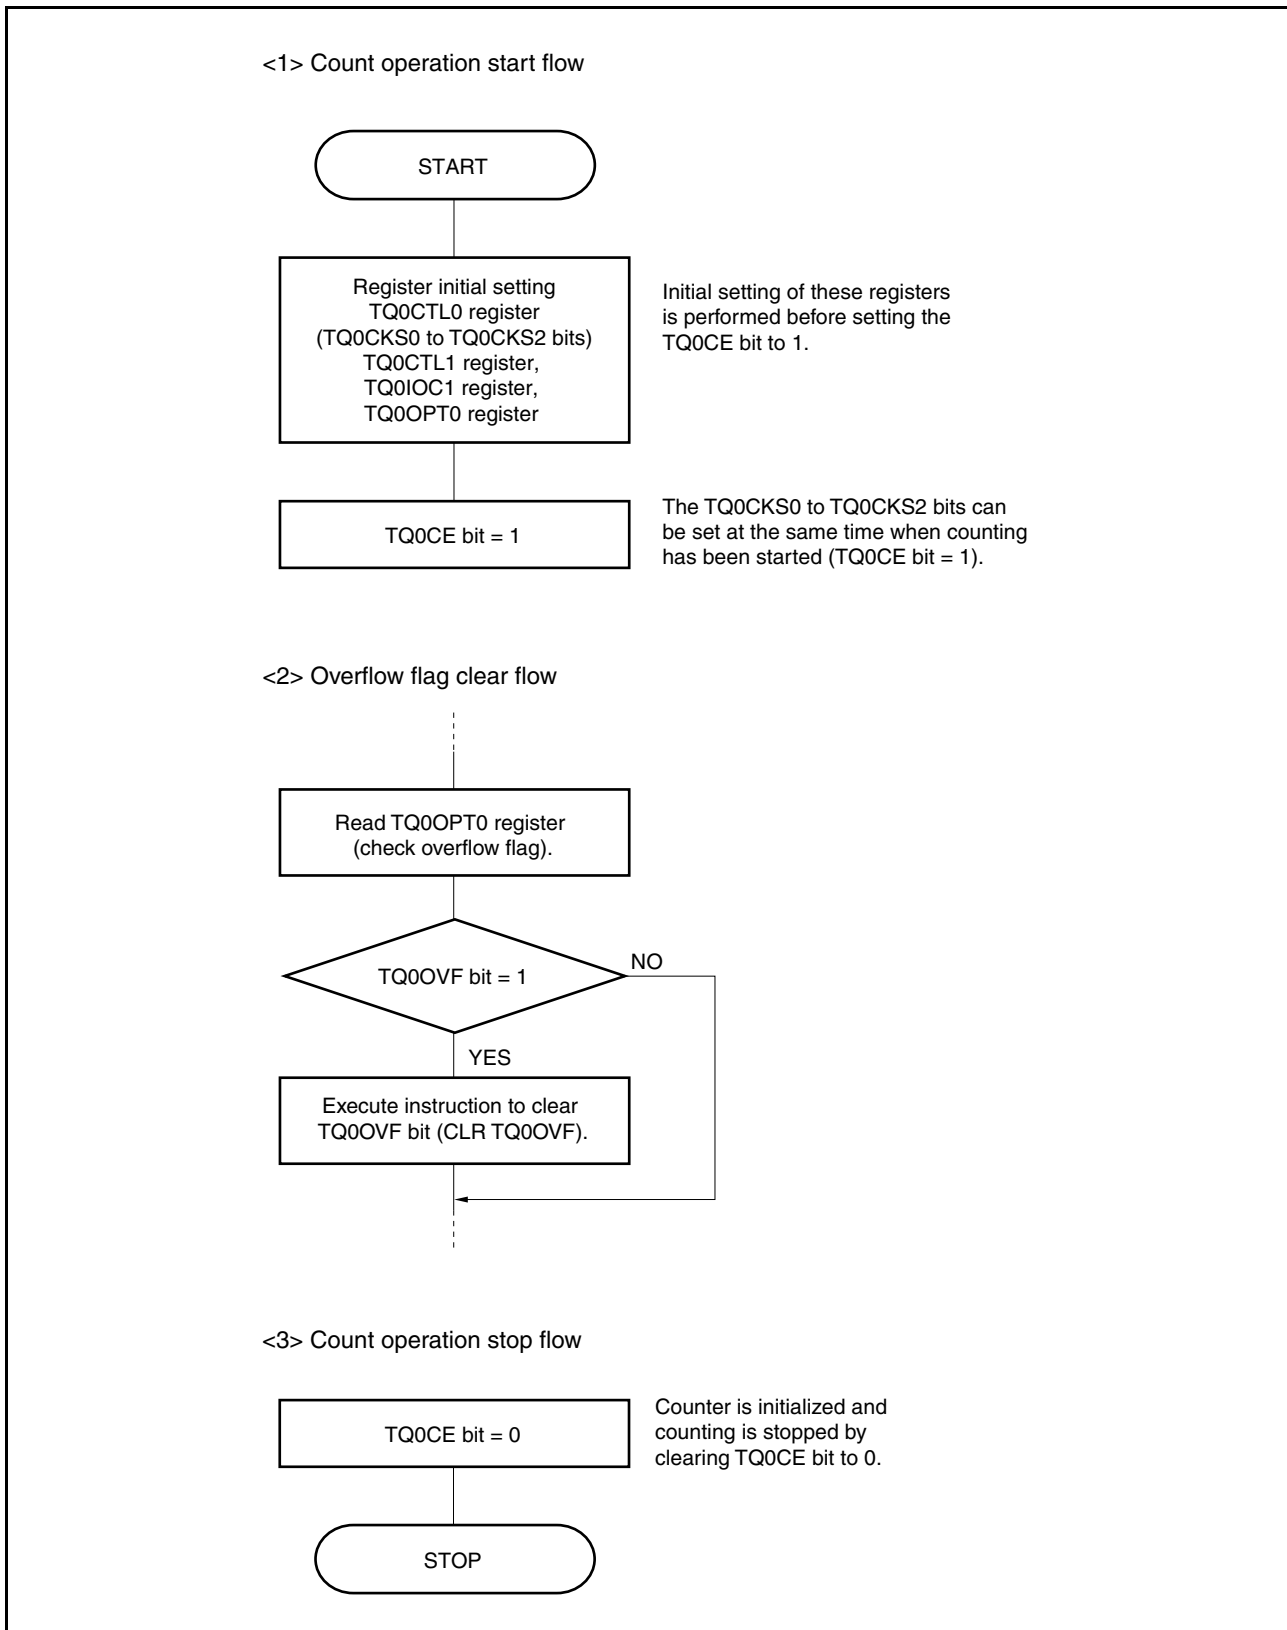 <1> Count operation start flow
START
Register initial setting
TQ0CTL0 register
(TQ0CKS0 to TQ0CKS2 bits)
TQ0CTL1 register,
TQ0IOC1 register,
TQ0OPT0 register
Initial setting of these registers
is performed before setting the
TQ0CE bit to 1.
TQ0CE bit = 1
The TQ0CKS0 to TQ0CKS2 bits can
be set at the same time when counting
has been started (TQ0CE bit = 1).
<2> Overflow flag clear flow
Read TQ0OPT0 register
(check overflow flag).
TQ0OVF bit = 1
NO
YES
Execute instruction to clear
TQ0OVF bit (CLR TQ0OVF).
<3> Count operation stop flow
TQ0CE bit = 0
Counter is initialized and
counting is stopped by
clearing TQ0CE bit to 0.
STOP